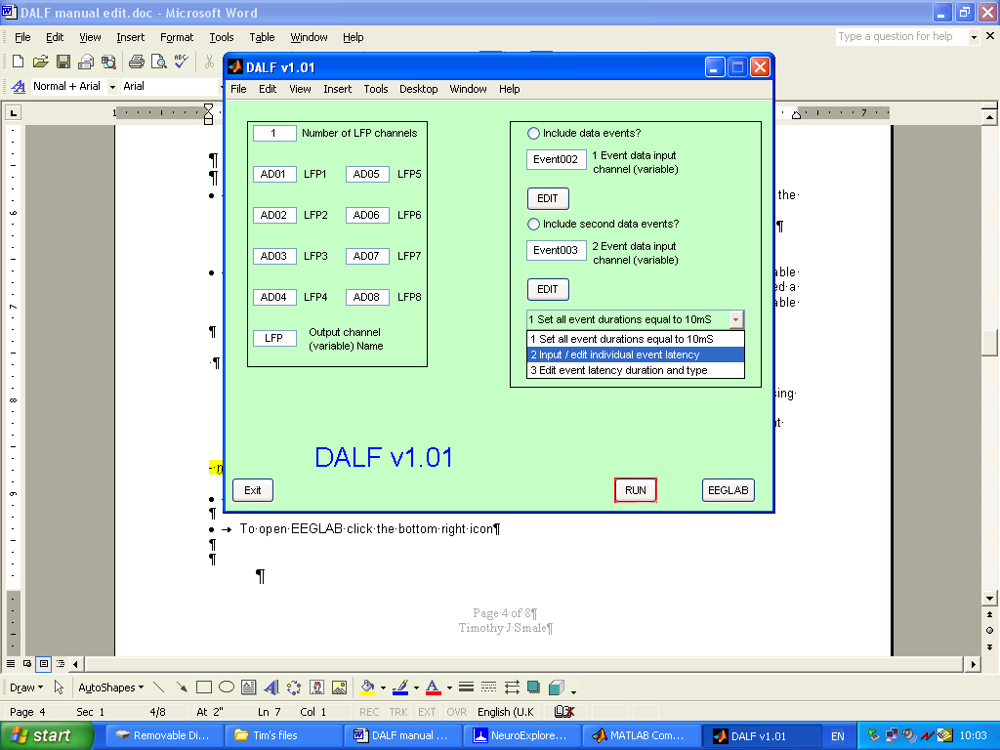 DALF manual edit.doc - Microsoft Word
File Edit View Insert Format Tools Table Window Help
Type a question for help
Normal + Arial Arial
DALF v1.01
File Edit View Insert Tools Desktop Window Help
1 Number of LFP channels
AD01 LFP1 AD05 LFP5
AD02 LFP2 AD06 LFP6
AD03 LFP3 AD07 LFP7
AD04 LFP4 AD08 LFP8
LFP Output channel
(variable) Name
Include data events?
Event002 1 Event data input
channel (variable)
EDIT
Include second data events?
Event003 2 Event data input
channel (variable)
EDIT
1 Set all event durations equal to 10mS
1 Set all event durations equal to 10mS
2 Input / edit individual event latency
3 Edit event latency duration and type
DALF v1.01
Exit RUN EEGLAB
the
¶
able
ed a
able
sing
To open EEGLAB click the bottom right icon¶
¶
¶
¶
Page 4 of 8¶
Timothy J Smale¶
Draw AutoShapes
Page 4 Sec 1 4/8 At 2" Ln 7 Col 1 REC TRK EXT OVR English (U.K
start Removable Di... Tim's files DALF manual ... NeuroExplore... MATLAB Com... DALF v1.01 EN 10:03